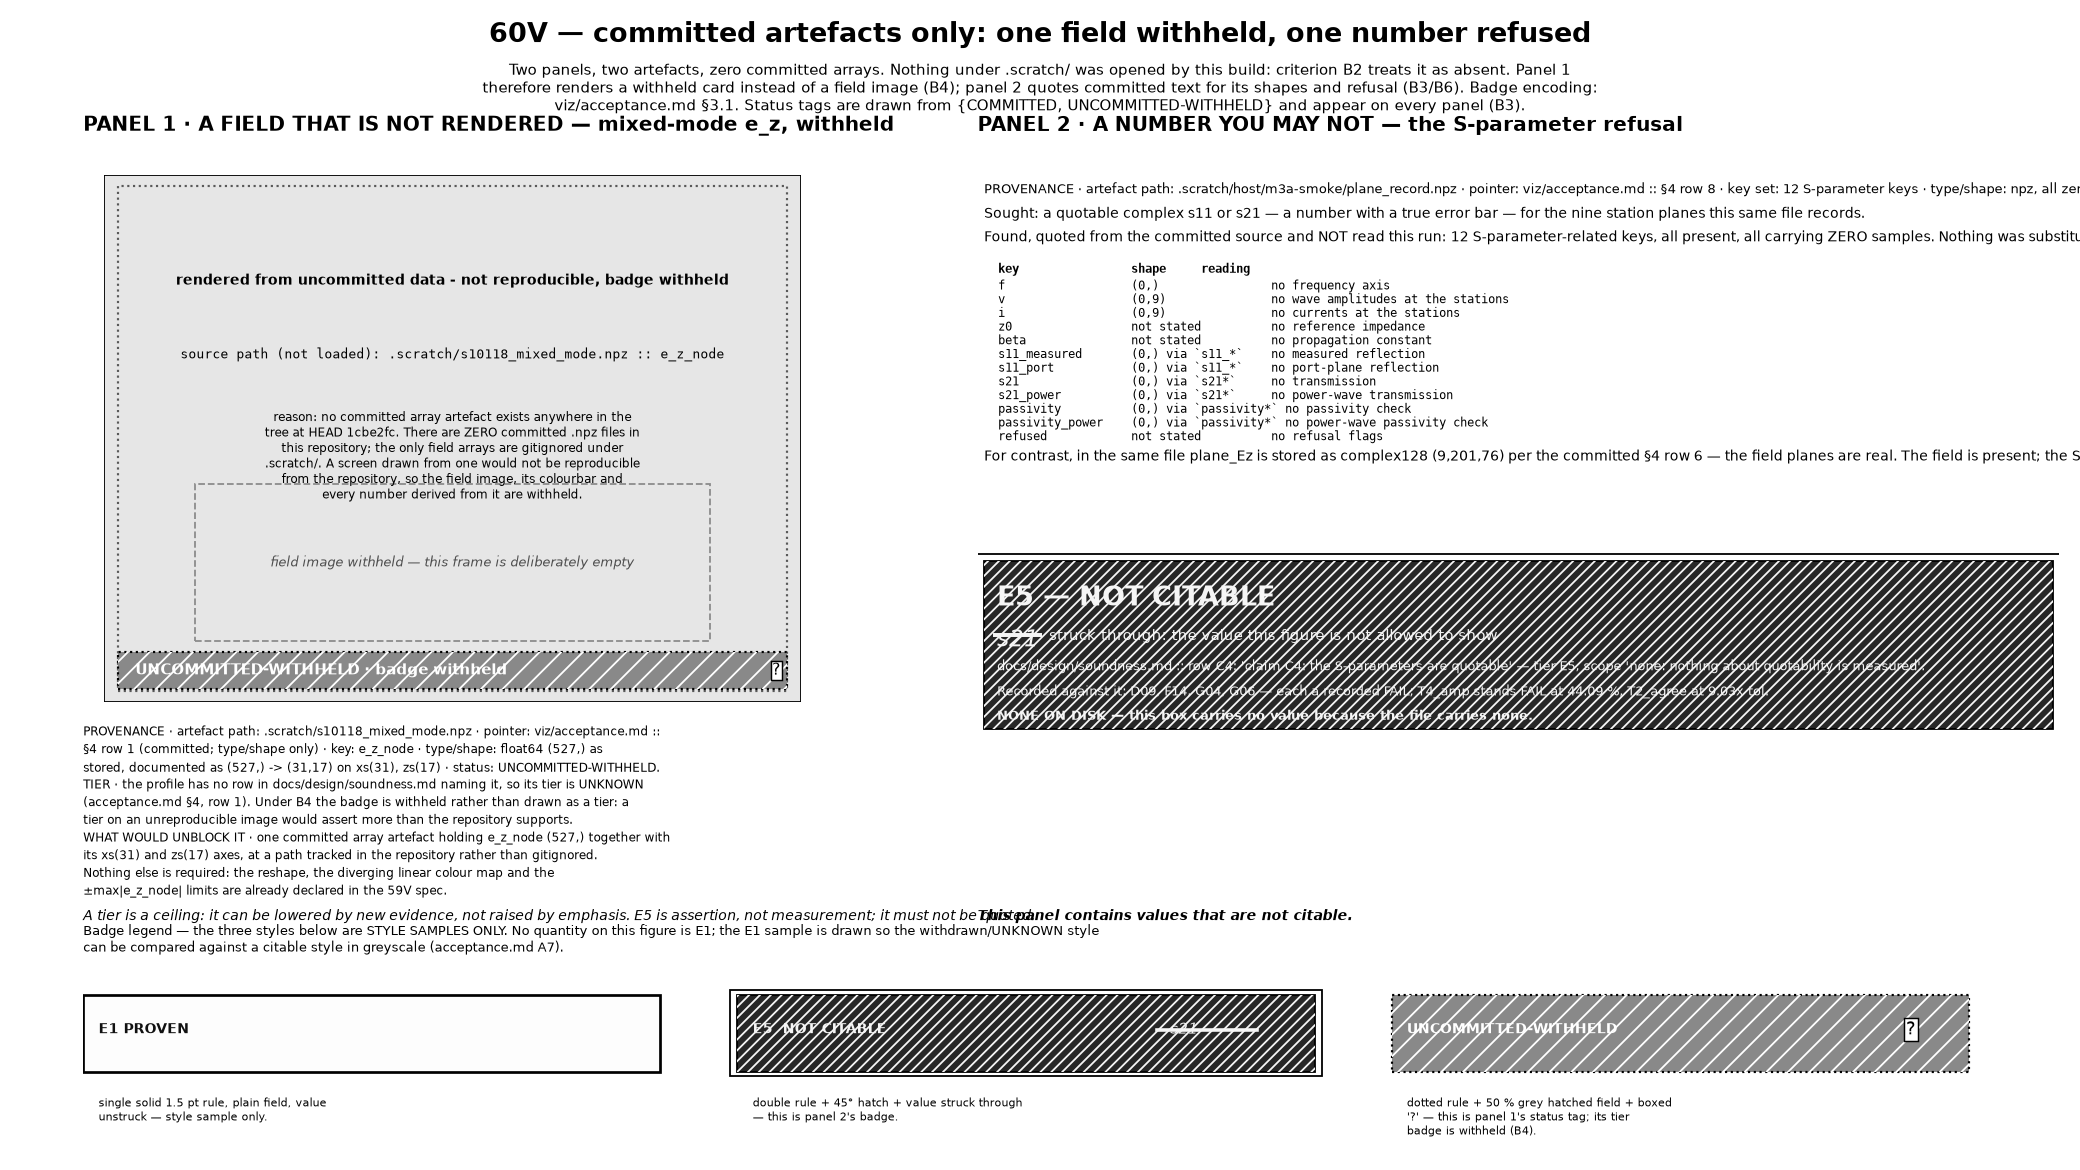 60V — committed artefacts only: one field withheld, one number refused
Two panels, two artefacts, zero committed arrays. Nothing under .scratch/ was opened by this build: criterion B2 treats it as absent. Panel 1
therefore renders a withheld card instead of a field image (B4); panel 2 quotes committed text for its shapes and refusal (B3/B6). Badge encoding:
viz/acceptance.md §3.1. Status tags are drawn from {COMMITTED, UNCOMMITTED-WITHHELD} and appear on every panel (B3).
PANEL 1 · A FIELD THAT IS NOT RENDERED — mixed-mode e_z, withheld
rendered from uncommitted data - not reproducible, badge withheld
source path (not loaded): .scratch/s10118_mixed_mode.npz :: e_z_node
reason: no committed array artefact exists anywhere in the
tree at HEAD 1cbe2fc. There are ZERO committed .npz files in
this repository; the only field arrays are gitignored under
.scratch/. A screen drawn from one would not be reproducible
from the repository, so the field image, its colourbar and
every number derived from it are withheld.
field image withheld — this frame is deliberately empty
UNCOMMITTED-WITHHELD · badge withheld
?
PROVENANCE · artefact path: .scratch/s10118_mixed_mode.npz · pointer: viz/acceptance.md ::
§4 row 1 (committed; type/shape only) · key: e_z_node · type/shape: float64 (527,) as
stored, documented as (527,) -> (31,17) on xs(31), zs(17) · status: UNCOMMITTED-WITHHELD.
TIER · the profile has no row in docs/design/soundness.md naming it, so its tier is UNKNOWN
(acceptance.md §4, row 1). Under B4 the badge is withheld rather than drawn as a tier: a
tier on an unreproducible image would assert more than the repository supports.
WHAT WOULD UNBLOCK IT · one committed array artefact holding e_z_node (527,) together with
its xs(31) and zs(17) axes, at a path tracked in the repository rather than gitignored.
Nothing else is required: the reshape, the diverging linear colour map and the
±max|e_z_node| limits are already declared in the 59V spec.
PANEL 2 · A NUMBER YOU MAY NOT — the S-parameter refusal
PROVENANCE · artefact path: .scratch/host/m3a-smoke/plane_record.npz · pointer: viz/acceptance.md :: §4 row 8 · key set: 12 S-parameter keys · type/shape: npz, all zer
Sought: a quotable complex s11 or s21 — a number with a true error bar — for the nine station planes this same file records.
Found, quoted from the committed source and NOT read this run: 12 S-parameter-related keys, all present, all carrying ZERO samples. Nothing was substitu
key shape reading
f (0,) no frequency axis
v (0,9) no wave amplitudes at the stations
i (0,9) no currents at the stations
z0 not stated no reference impedance
beta not stated no propagation constant
s11_measured (0,) via `s11_*` no measured reflection
s11_port (0,) via `s11_*` no port-plane reflection
s21 (0,) via `s21*` no transmission
s21_power (0,) via `s21*` no power-wave transmission
passivity (0,) via `passivity*` no passivity check
passivity_power (0,) via `passivity*` no power-wave passivity check
refused not stated no refusal flags
For contrast, in the same file plane_Ez is stored as complex128 (9,201,76) per the committed §4 row 6 — the field planes are real. The field is present; the S
E5 — NOT CITABLE
s21 struck through: the value this figure is not allowed to show
docs/design/soundness.md :: row C4: 'claim C4: the S-parameters are quotable' — tier E5, scope 'none: nothing about quotability is measured'.
Recorded against it: D09, F14, G04, G06 — each a recorded FAIL; T4_amp stands FAIL at 44.09 %, T2_agree at 9.03x tol.
NONE ON DISK — this box carries no value because the file carries none.
A tier is a ceiling: it can be lowered by new evidence, not raised by emphasis. E5 is assertion, not measurement; it must not be quoted.
This panel contains values that are not citable.
Badge legend — the three styles below are STYLE SAMPLES ONLY. No quantity on this figure is E1; the E1 sample is drawn so the withdrawn/UNKNOWN style
can be compared against a citable style in greyscale (acceptance.md A7).
E1 PROVEN
single solid 1.5 pt rule, plain field, value
unstruck — style sample only.
E5 NOT CITABLE
s21
double rule + 45° hatch + value struck through
— this is panel 2's badge.
UNCOMMITTED-WITHHELD
?
dotted rule + 50 % grey hatched field + boxed
'?' — this is panel 1's status tag; its tier
badge is withheld (B4).